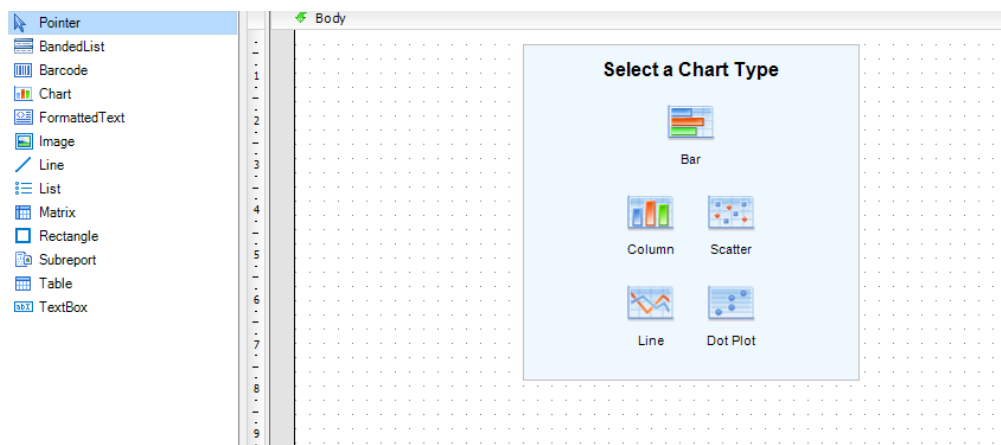 Pointer
BandedList
Barcode
Chart
FormattedText
Image
Line
List
Matrix
Rectangle
Subreport
Table
abI TextBox
Body
1
2
3
4
5
6
7
8
9
Select a Chart Type
Bar
Column Scatter
Line Dot Plot